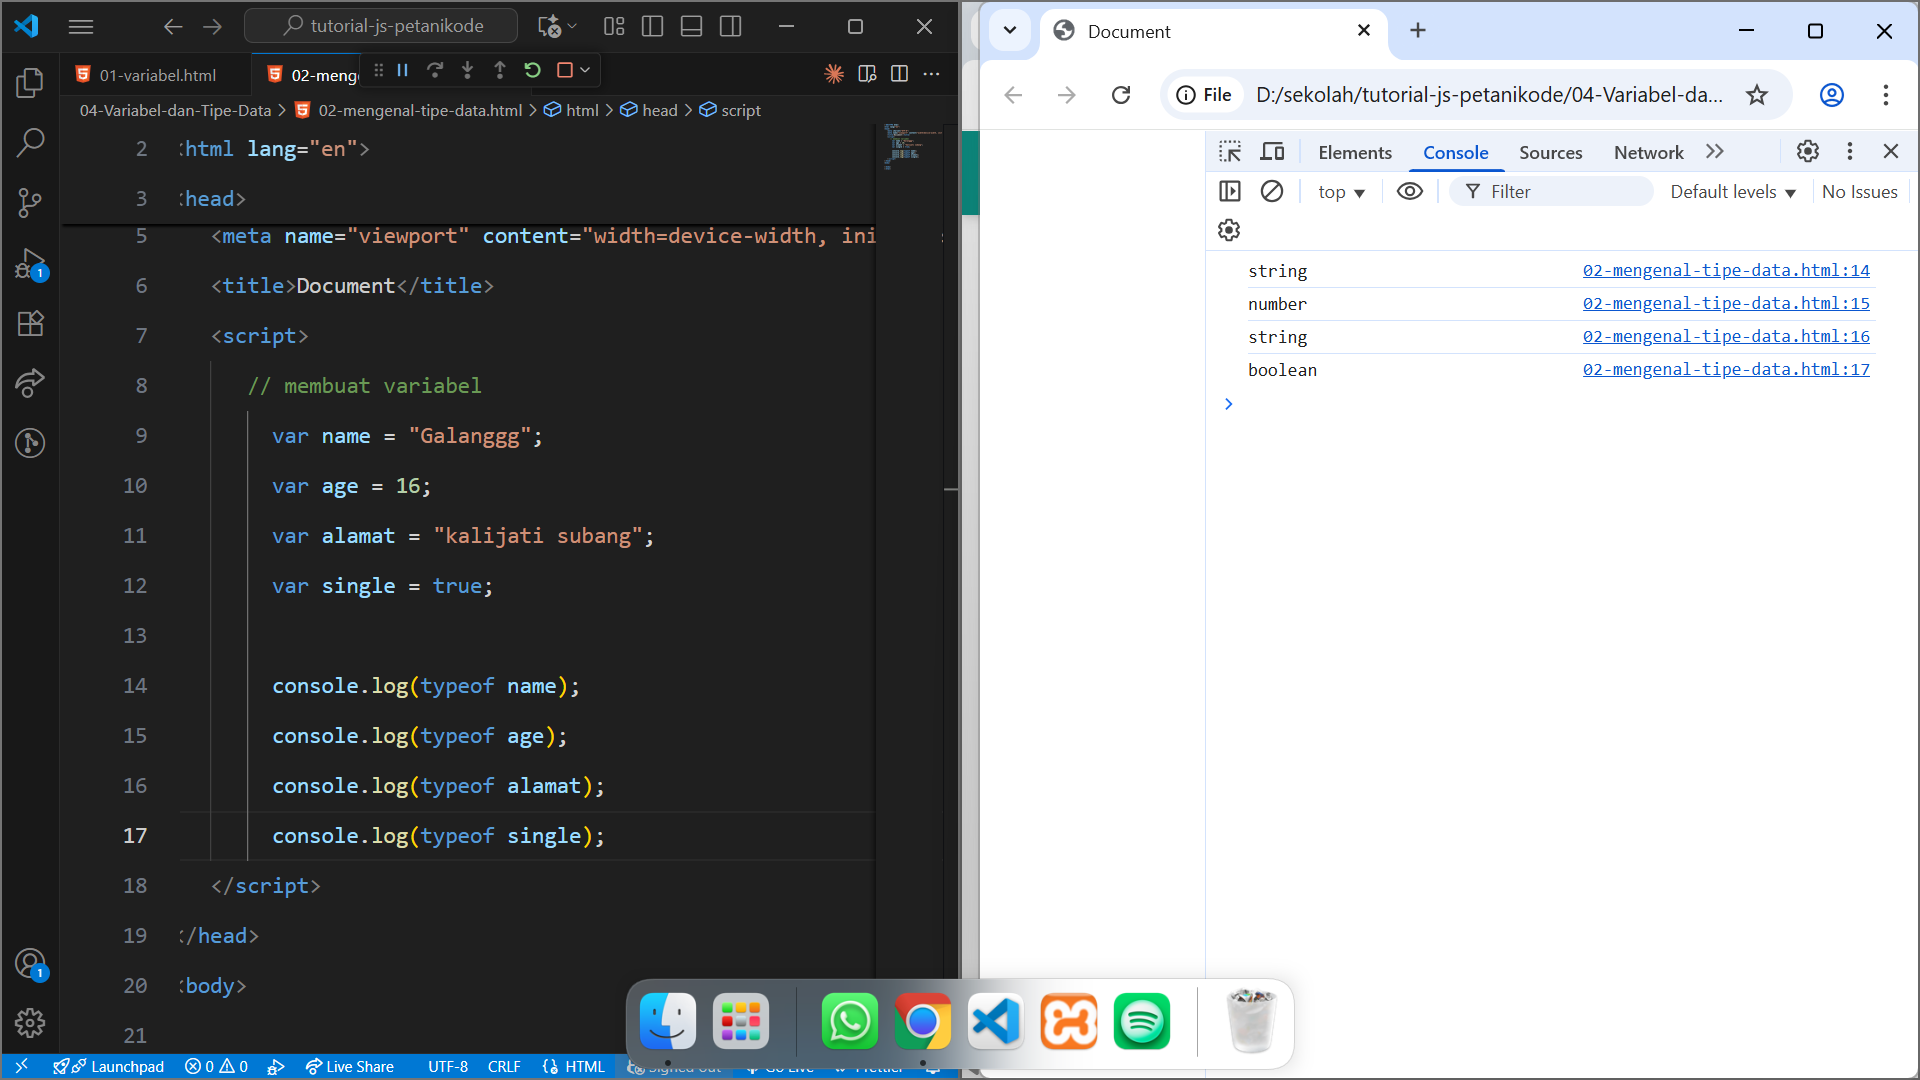 tutorial-js-petanikode
01-variabel.html
02-menge
04-Variabel-dan-Tipe-Data > 02-mengenal-tipe-data.html > html > head > script
2 <html lang="en">
3 <head>
5 <meta name="viewport" content="width=device-width, ini
6 <title>Document</title>
7 <script>
8 // membuat variabel
9 var name = "Galanggg";
10 var age = 16;
11 var alamat = "kalijati subang";
12 var single = true;
13
14 console.log(typeof name);
15 console.log(typeof age);
16 console.log(typeof alamat);
17 console.log(typeof single);
18 </script>
19 </head>
20 <body>
21
1
1
Launchpad 0 0 Live Share UTF-8 CRLF HTML
Document
File D:/sekolah/tutorial-js-petanikode/04-Variabel-da...
Elements Console Sources Network
top Filter Default levels No Issues
string 02-mengenal-tipe-data.html:14
number 02-mengenal-tipe-data.html:15
string 02-mengenal-tipe-data.html:16
boolean 02-mengenal-tipe-data.html:17